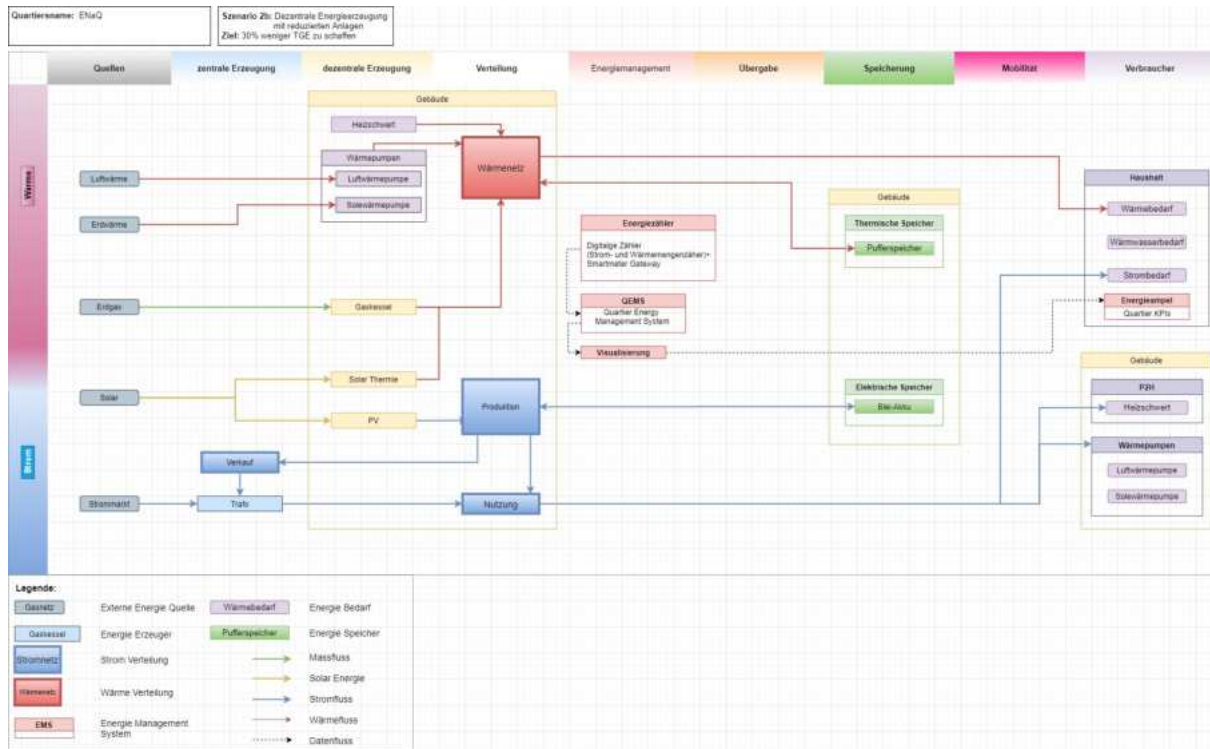 Quartiersname: ENaQ
Szenario 2b: Dezentrale Energieerzeugung
mit reduzierten Anlagen
Ziel: 30% weniger TGE zu schaffen
Quellen
zentrale Erzeugung
dezentrale Erzeugung
Verteilung
Energiemanagement
Übergabe
Speicherung
Mobilität
Verbraucher
Wärme
Strom
Gebäude
Heizschwert
Wärmepumpen
Luftwärmepumpe
Solewärmepumpe
Wärmenetz
Luftwärme
Erdwärme
Erdgas
Gaskessel
Solar
Solar Thermie
PV
Produktion
Verkauf
Strommarkt
Trafo
Nutzung
Energiezähler
Digitalge Zähler
(Strom- und Wärmemengenzähler)+
Smartmeter Gateway
QEMS
Quartier Energy
Management System
Visualisierung
Gebäude
Thermische Speicher
Pufferspeicher
Elektrische Speicher
Haushalt
Wärmebedarf
Warmwasserbedarf
Strombedarf
Energieampel
Quartier KPIs
Gebäude
P2H
Heizschwert
Wärmepumpen
Luftwärmepumpe
Solewärmepumpe
Legende:
Gasnetz
Externe Energie Quelle
Wärmebedarf
Energie Bedarf
Gaskessel
Energie Erzeuger
Pufferspeicher
Energie Speicher
Stromnetz
Strom Verteilung
Massfluss
Solar Energie
Wärmenetz
Wärme Verteilung
Stromfluss
Wärmefluss
EMS
Energie Management
System
Datenfluss